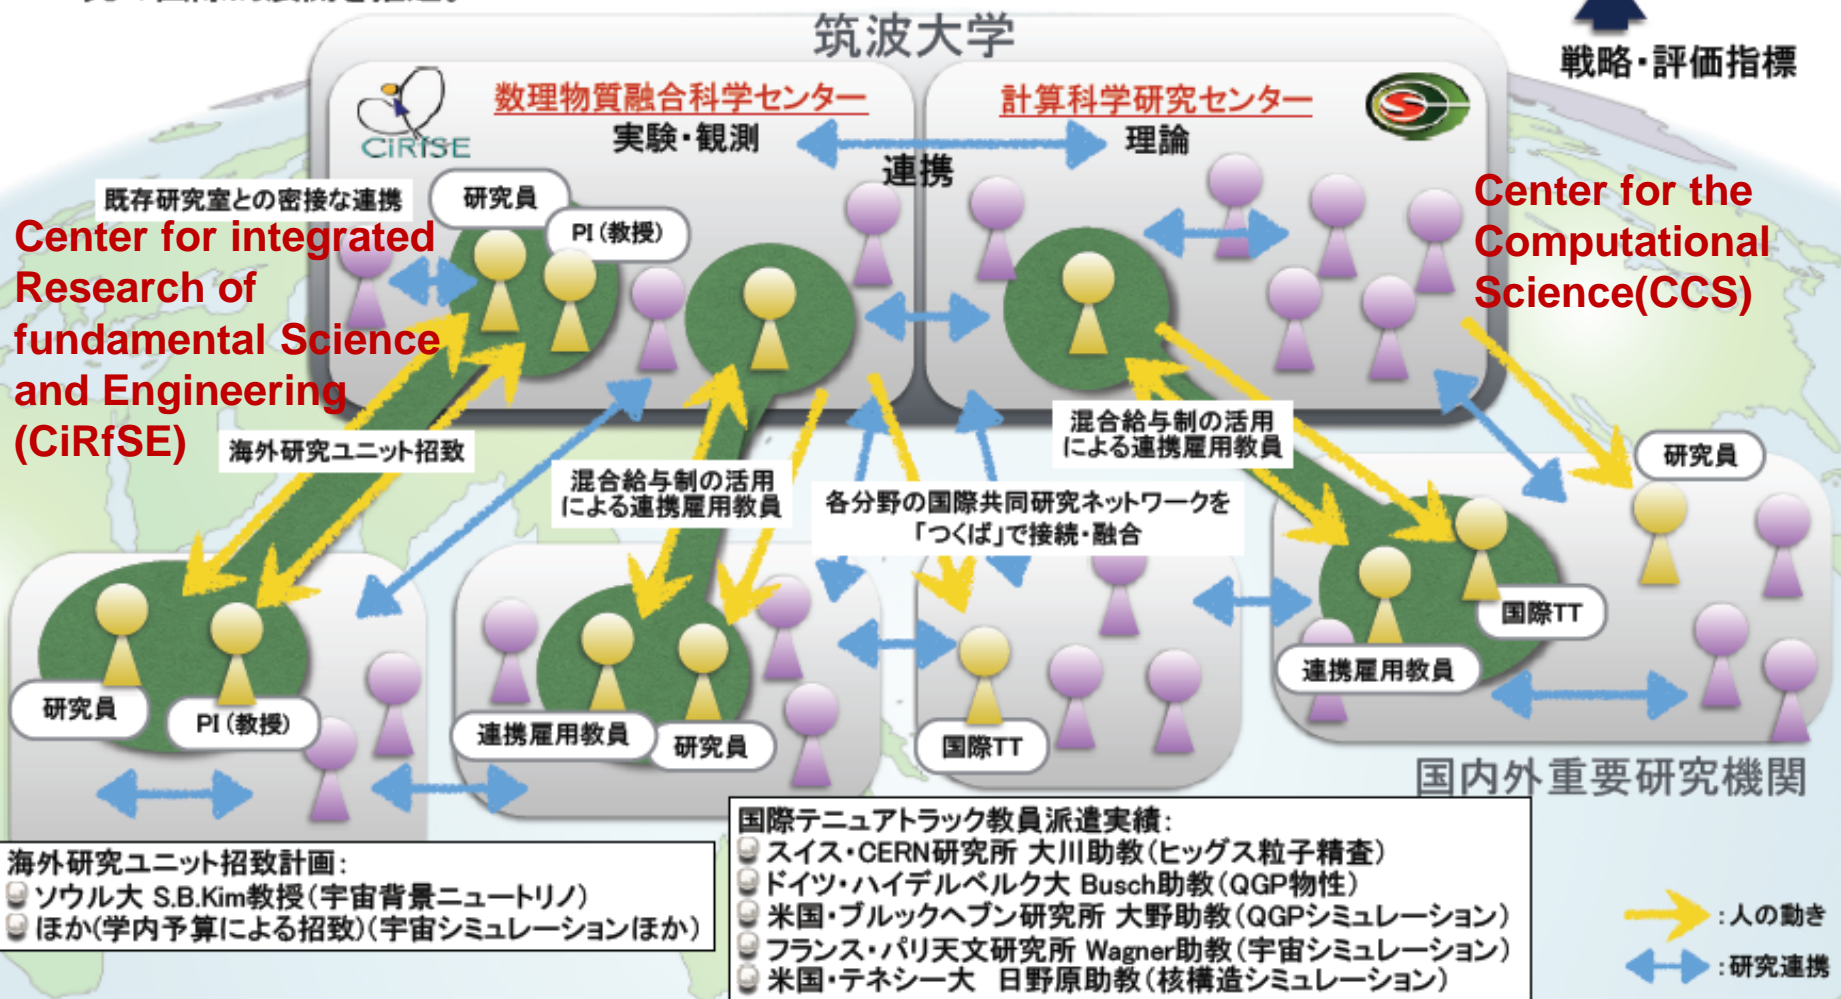 筑波大学
戦略・評価指標
数理物質融合科学センター
実験・観測
計算科学研究センター
理論
連携
CiRfSE
既存研究室との密接な連携
研究員
PI(教授)
Center for integrated
Research of
fundamental Science
and Engineering
(CiRfSE)
Center for the
Computational
Science(CCS)
海外研究ユニット招致
混合給与制の活用
による連携雇用教員
混合給与制の活用
による連携雇用教員
各分野の国際共同研究ネットワークを
「つくば」で接続・融合
研究員
国際TT
連携雇用教員
研究員
PI(教授)
連携雇用教員
研究員
国際TT
国内外重要研究機関
海外研究ユニット招致計画:
ソウル大 S.B.Kim教授(宇宙背景ニュートリノ)
ほか(学内予算による招致)(宇宙シミュレーションほか)
国際テニュアトラック教員派遣実績:
スイス・CERN研究所 大川助教(ヒッグス粒子精査)
ドイツ・ハイデルベルク大 Busch助教(QGP物性)
米国・ブルックヘブン研究所 大野助教(QGPシミュレーション)
フランス・パリ天文研究所 Wagner助教(宇宙シミュレーション)
米国・テネシー大 日野原助教(核構造シミュレーション)
:人の動き
:研究連携